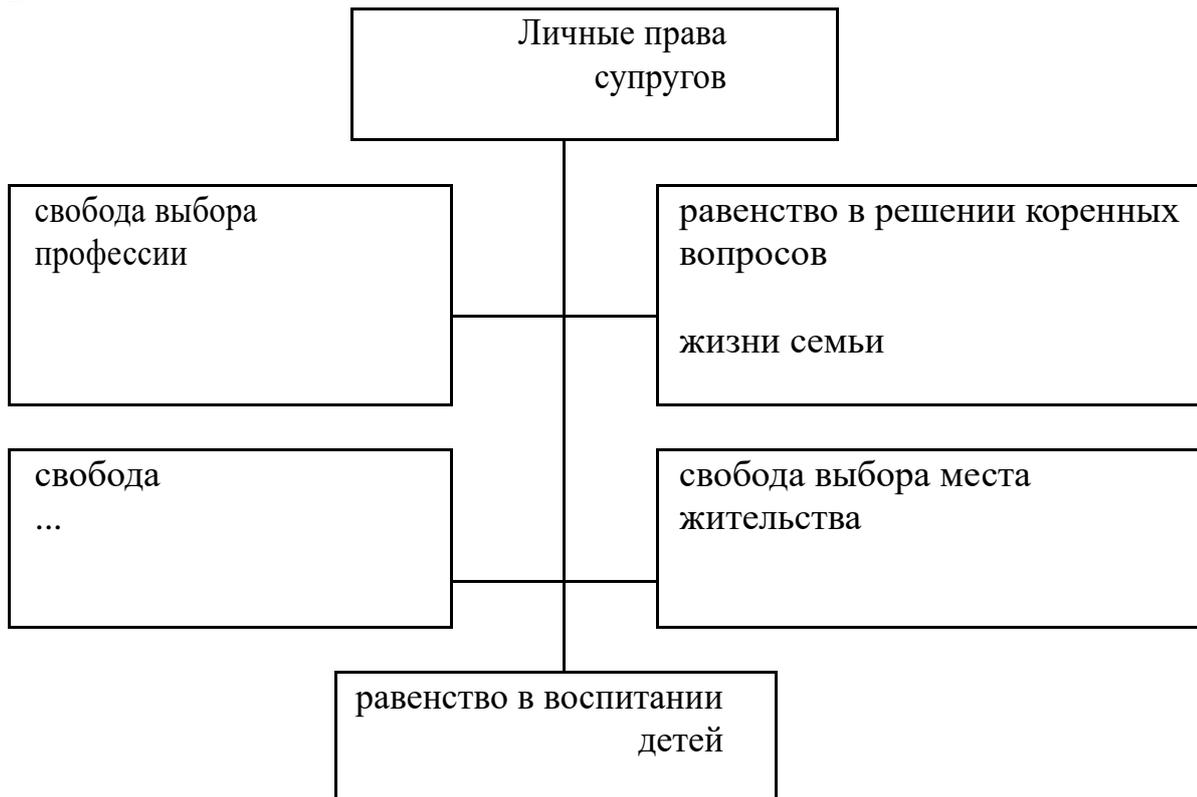 Личные права
супругов
свобода выбора
профессии
равенство в решении коренных
вопросов
жизни семьи
свобода
...
свобода выбора места
жительства
равенство в воспитании
детей